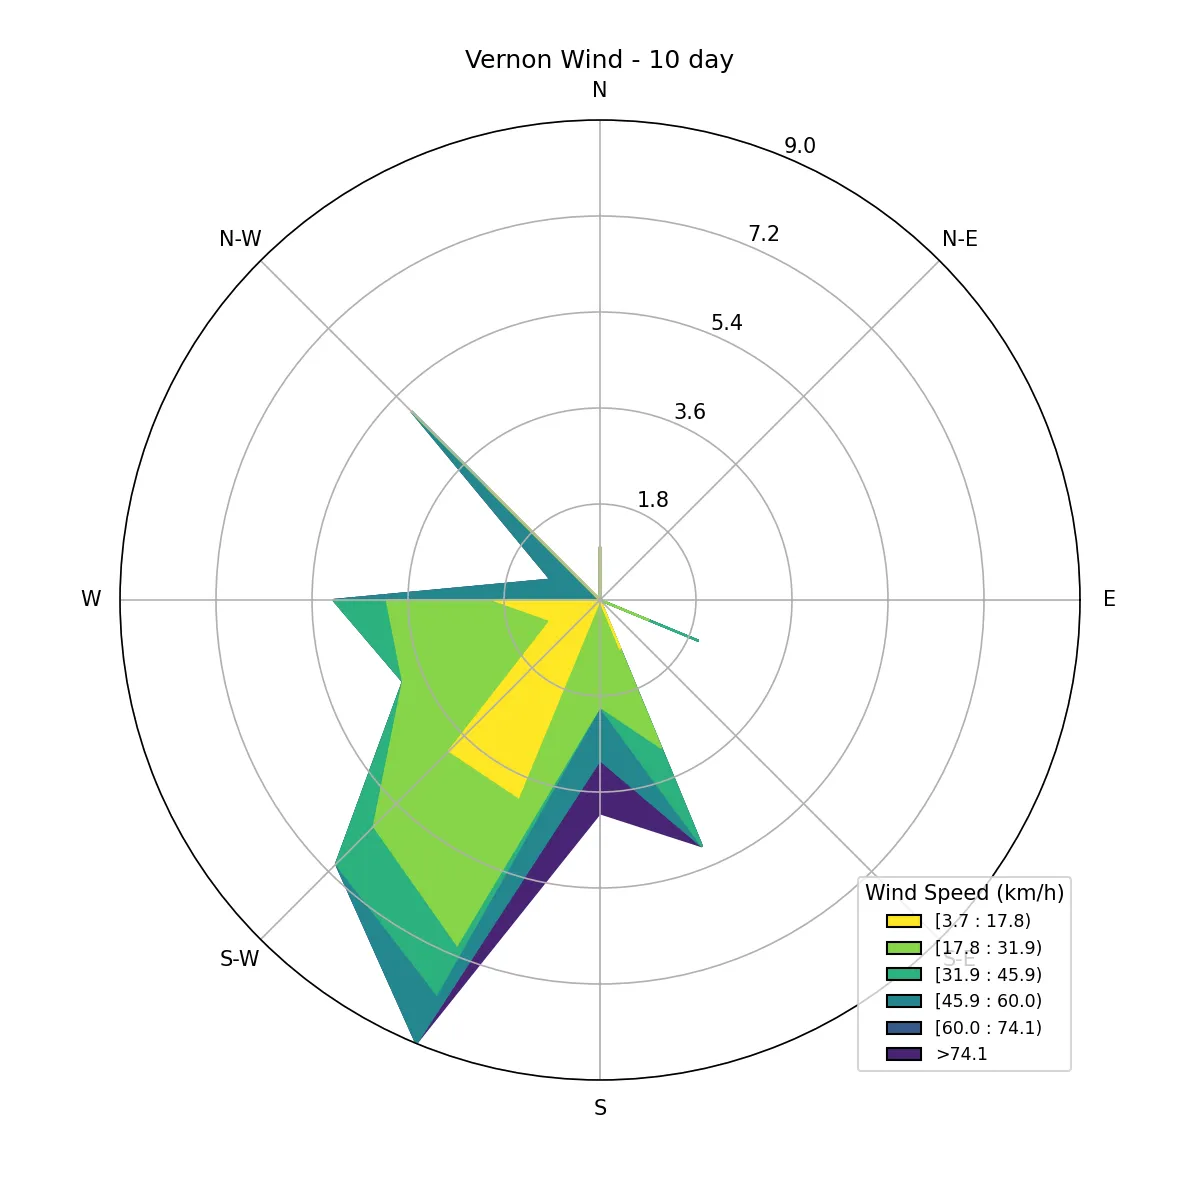 Vernon Wind - 10 day
N
9.0
N-W
N-E
7.2
5.4
3.6
1.8
W
E
Wind Speed (km/h)
[3.7 : 17.8)
[17.8 : 31.9)
S-W
S-E
[31.9 : 45.9)
[45.9 : 60.0)
[60.0 : 74.1)
>74.1
S